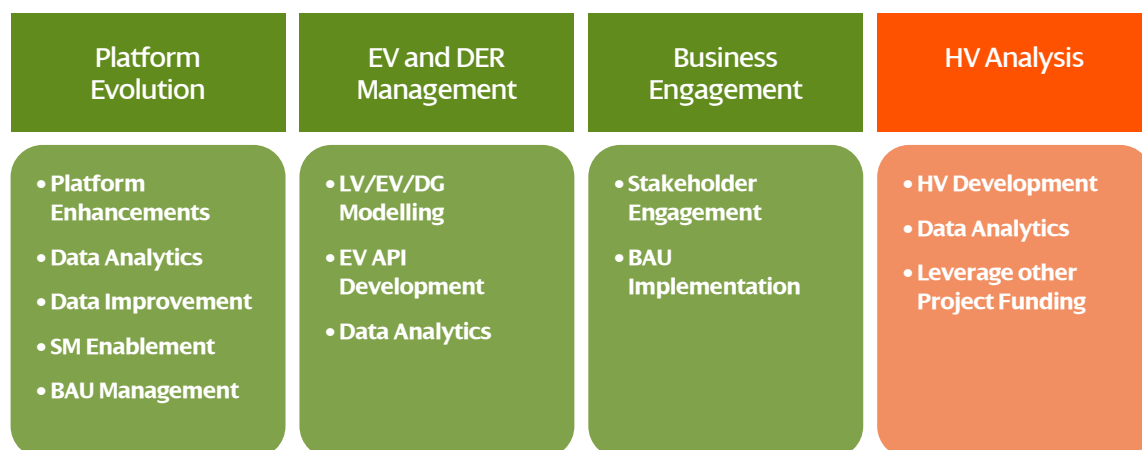 Platform
Evolution
• Platform
Enhancements
• Data Analytics
• Data Improvement
• SM Enablement
• BAU Management
EV and DER
Management
• LV/EV/DG
Modelling
• EV API
Development
• Data Analytics
Business
Engagement
• Stakeholder
Engagement
• BAU
Implementation
HV Analysis
• HV Development
• Data Analytics
• Leverage other
Project Funding